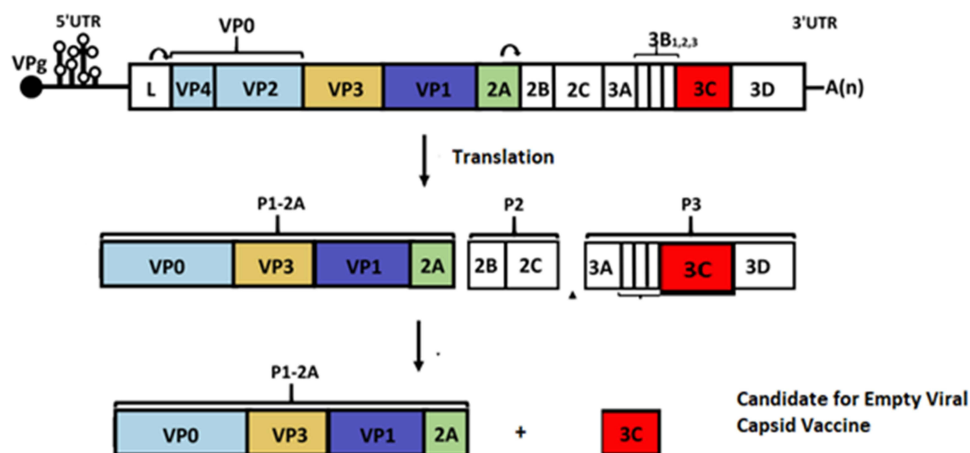 5'UTR
VP0
3B1,2,3
3'UTR
VPg
L VP4 VP2 VP3 VP1 2A 2B 2C 3A 3C 3D A(n)
Translation
P1-2A P2 P3
VP0 VP3 VP1 2A 2B 2C 3A 3C 3D
P1-2A
VP0 VP3 VP1 2A + 3C
Candidate for Empty Viral
Capsid Vaccine